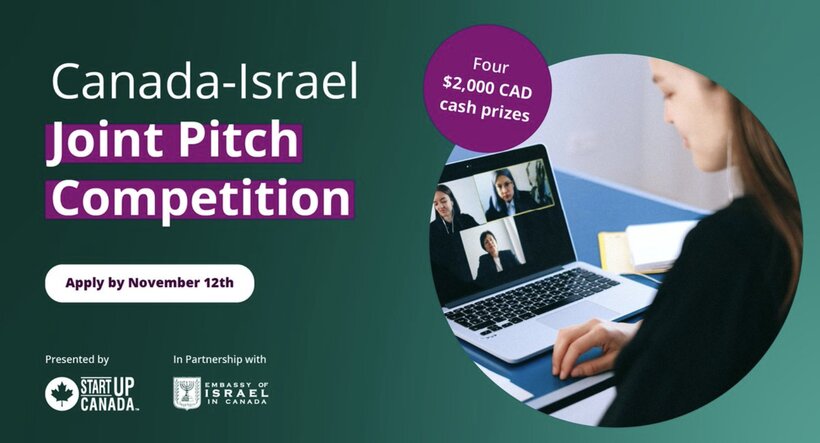 Canada-Israel
Joint Pitch
Competition
Four
$2,000 CAD
cash prizes
Apply by November 12th
Presented by
START UP
CANADA™
In Partnership with
EMBASSY OF
ISRAEL
IN CANADA